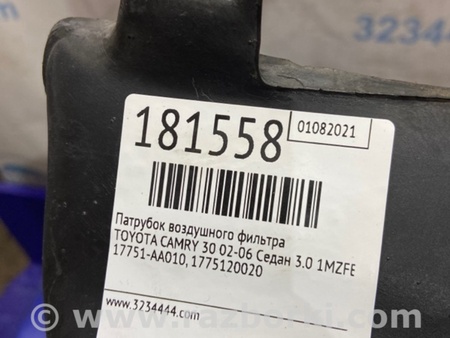 3234444.
181558
01082021
Патрубок воздушного фильтра
TOYOTA CAMRY 30 02-06 Седан 3.0 1MZFE
17751-AA010, 1775120020
www.3234444.com
www.razborki.com